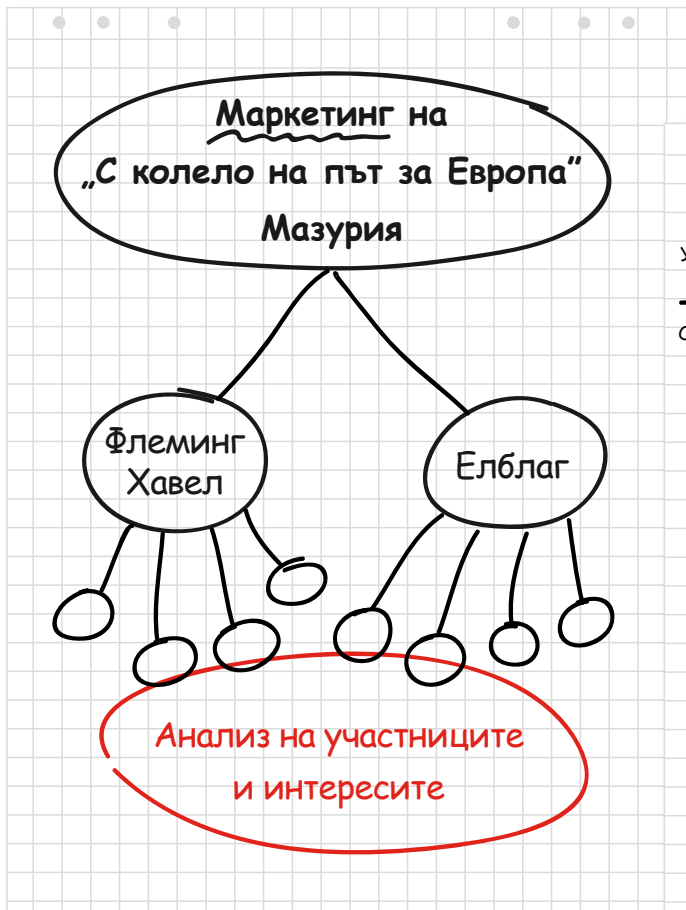 Маркетинг на
„С колело на път за Европа”
Мазурия
Флеминг
Хавел
Елблаг
Анализ на участниците
и интересите